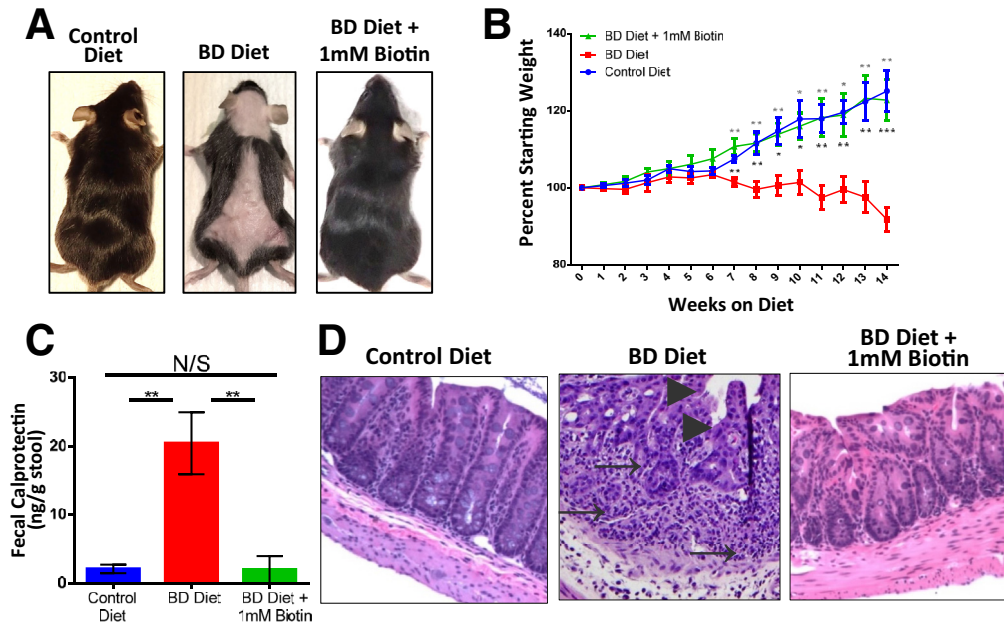 A
Control
Diet
BD Diet
BD Diet +
1mM Biotin
B
BD Diet + 1mM Biotin
BD Diet
Control Diet
Percent Starting Weight
140
120
100
80
** ** * * ** * ** **
** ** * * ** ** ** ***
0 1 2 3 4 5 6 7 8 9 10 11 12 13 14
Weeks on Diet
C
Fecal Calprotectin
(ng/g stool)
30
20
10
0
N/S
** **
Control
Diet
BD Diet
BD Diet +
1mM Biotin
D
Control Diet
BD Diet
BD Diet +
1mM Biotin